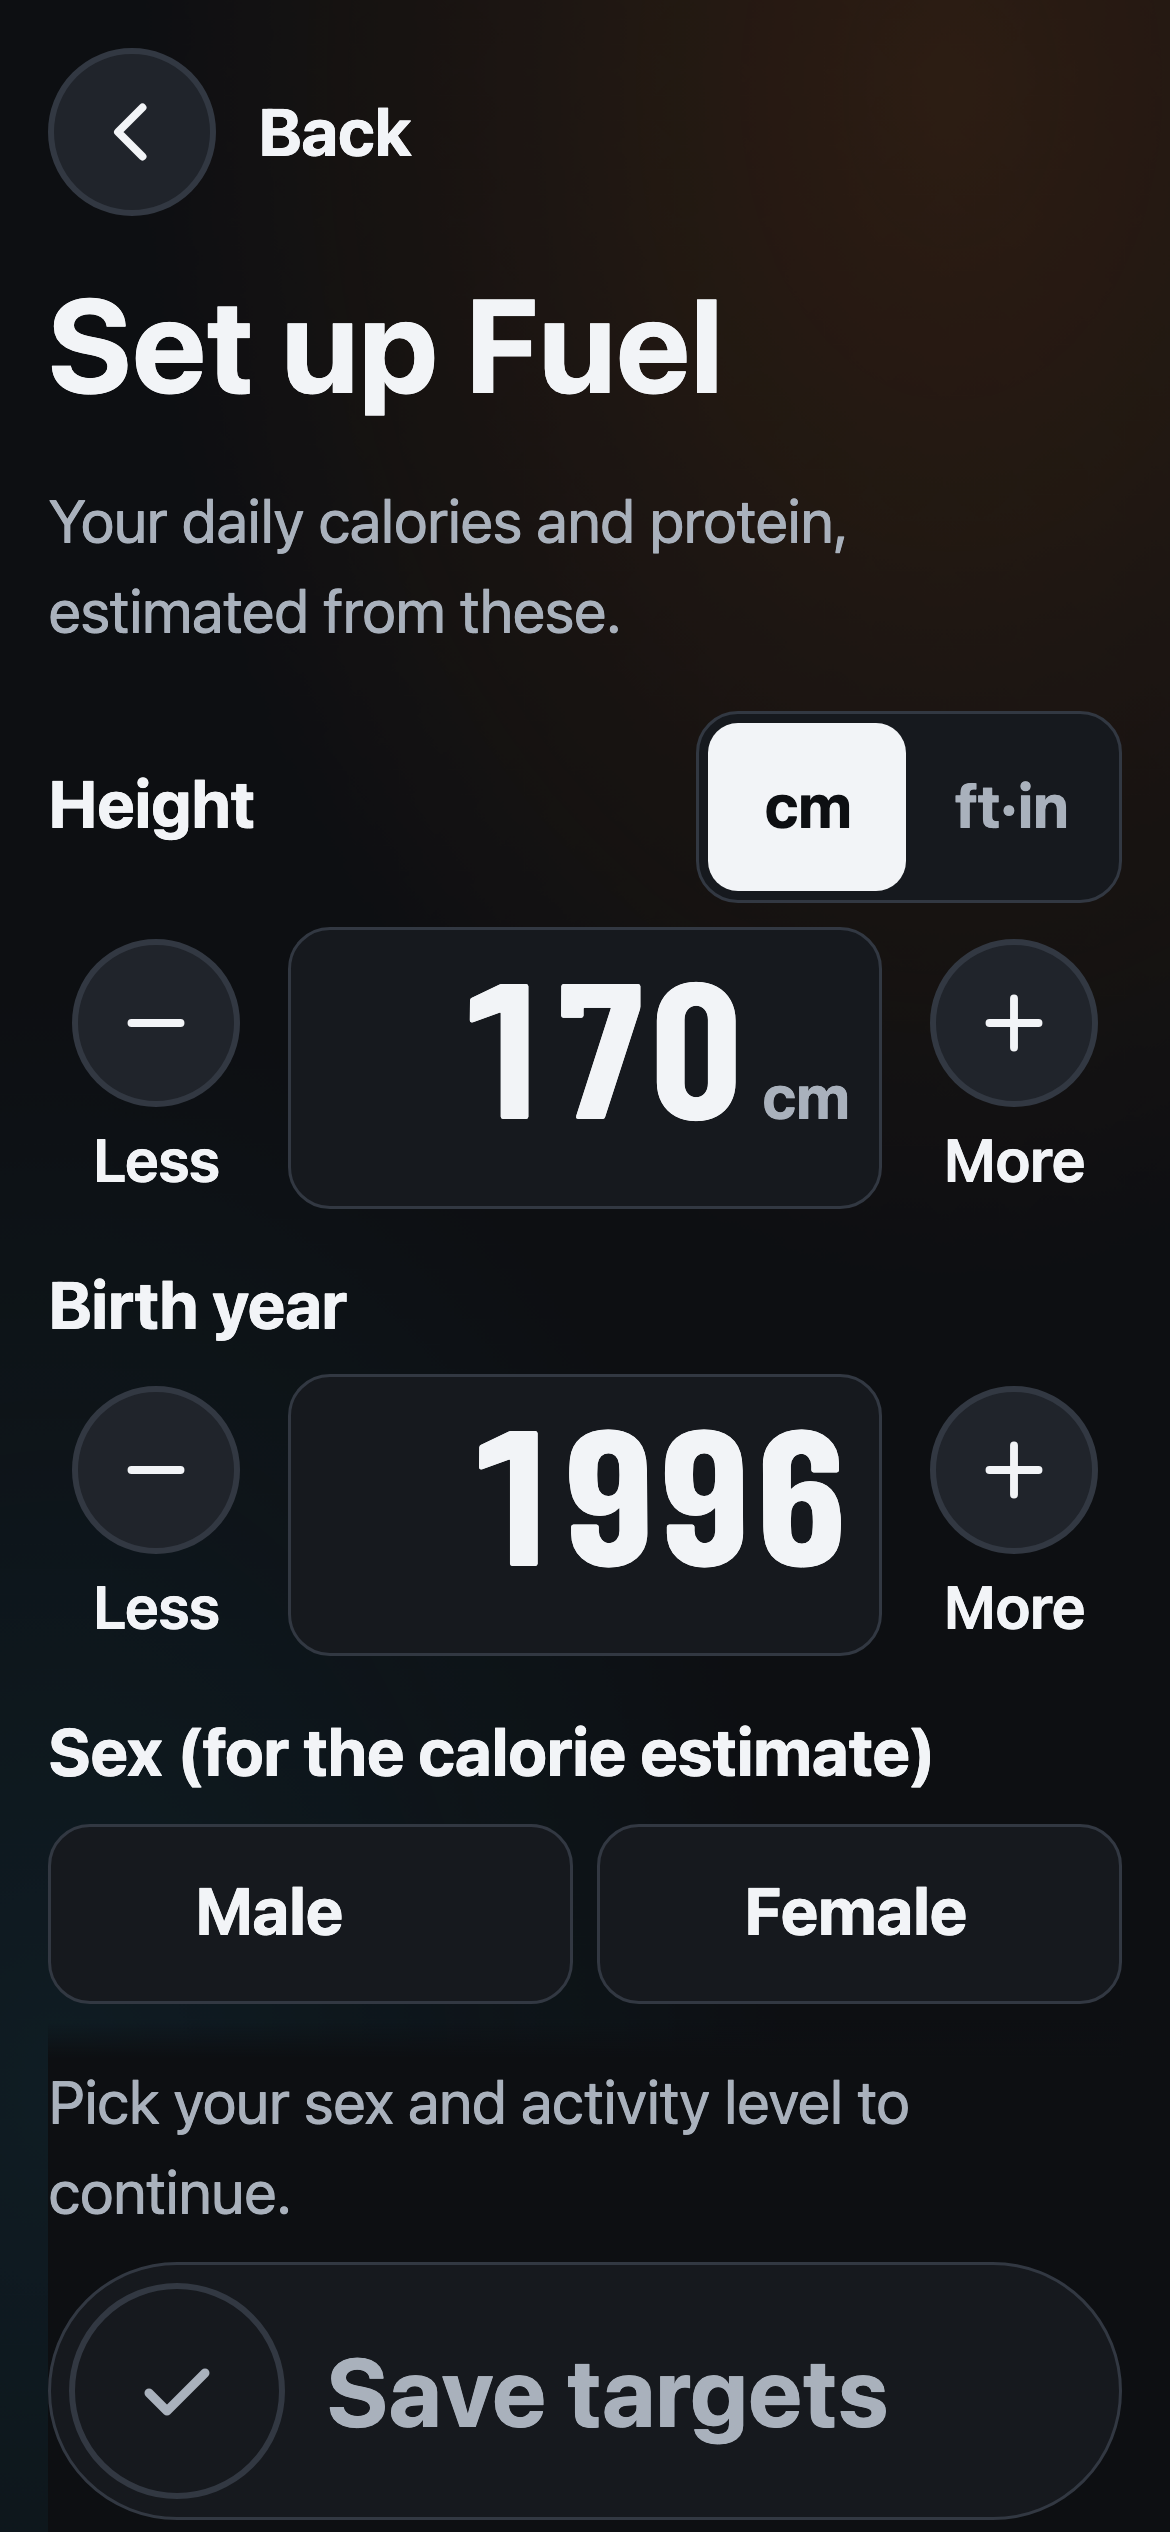 Back
Set up Fuel
Your daily calories and protein,
estimated from these.
Height
cm
ft·in
170 cm
Less
More
Birth year
1996
Less
More
Sex (for the calorie estimate)
Male
Female
Pick your sex and activity level to
continue.
Save targets